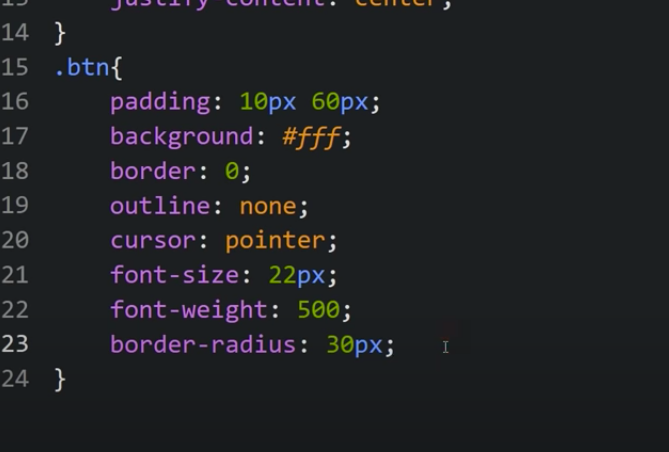 13 justify-content: center;
14 }
15 .btn{
16 padding: 10px 60px;
17 background: #fff;
18 border: 0;
19 outline: none;
20 cursor: pointer;
21 font-size: 22px;
22 font-weight: 500;
23 border-radius: 30px;
24 }